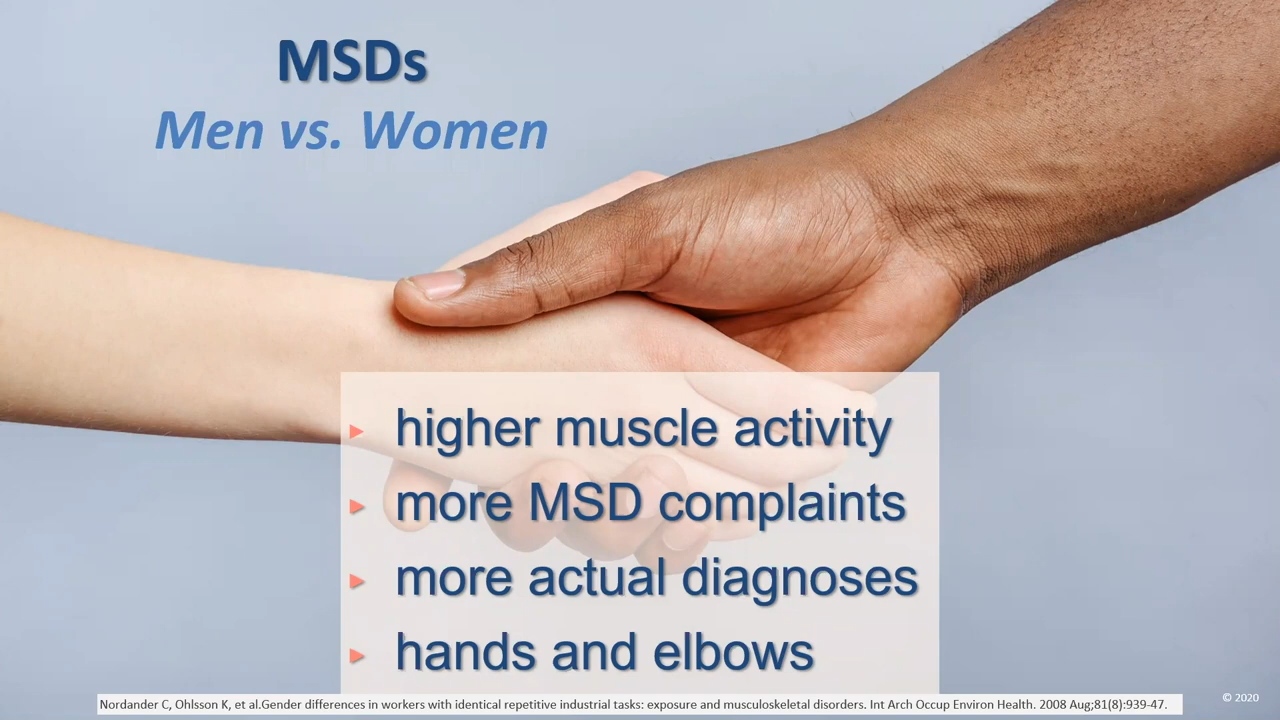 MSDs
Men vs. Women
higher muscle activity
more MSD complaints
more actual diagnoses
hands and elbows
Nordander C, Ohlsson K, et al.Gender differences in workers with identical repetitive industrial tasks: exposure and musculoskeletal disorders. Int Arch Occup Environ Health. 2008 Aug;81(8):939-47.
© 2020